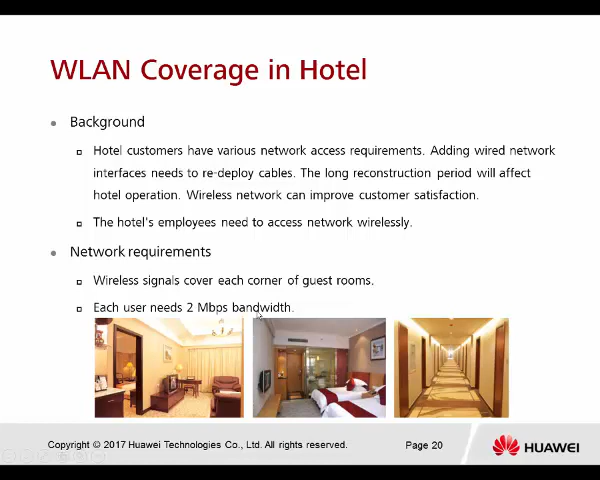 WLAN Coverage in Hotel
Background
Hotel customers have various network access requirements. Adding wired network
interfaces needs to re-deploy cables. The long reconstruction period will affect
hotel operation. Wireless network can improve customer satisfaction.
The hotel's employees need to access network wirelessly.
Network requirements
Wireless signals cover each corner of guest rooms.
Each user needs 2 Mbps bandwidth.
Copyright © 2017 Huawei Technologies Co., Ltd. All rights reserved.
Page 20
HUAWEI